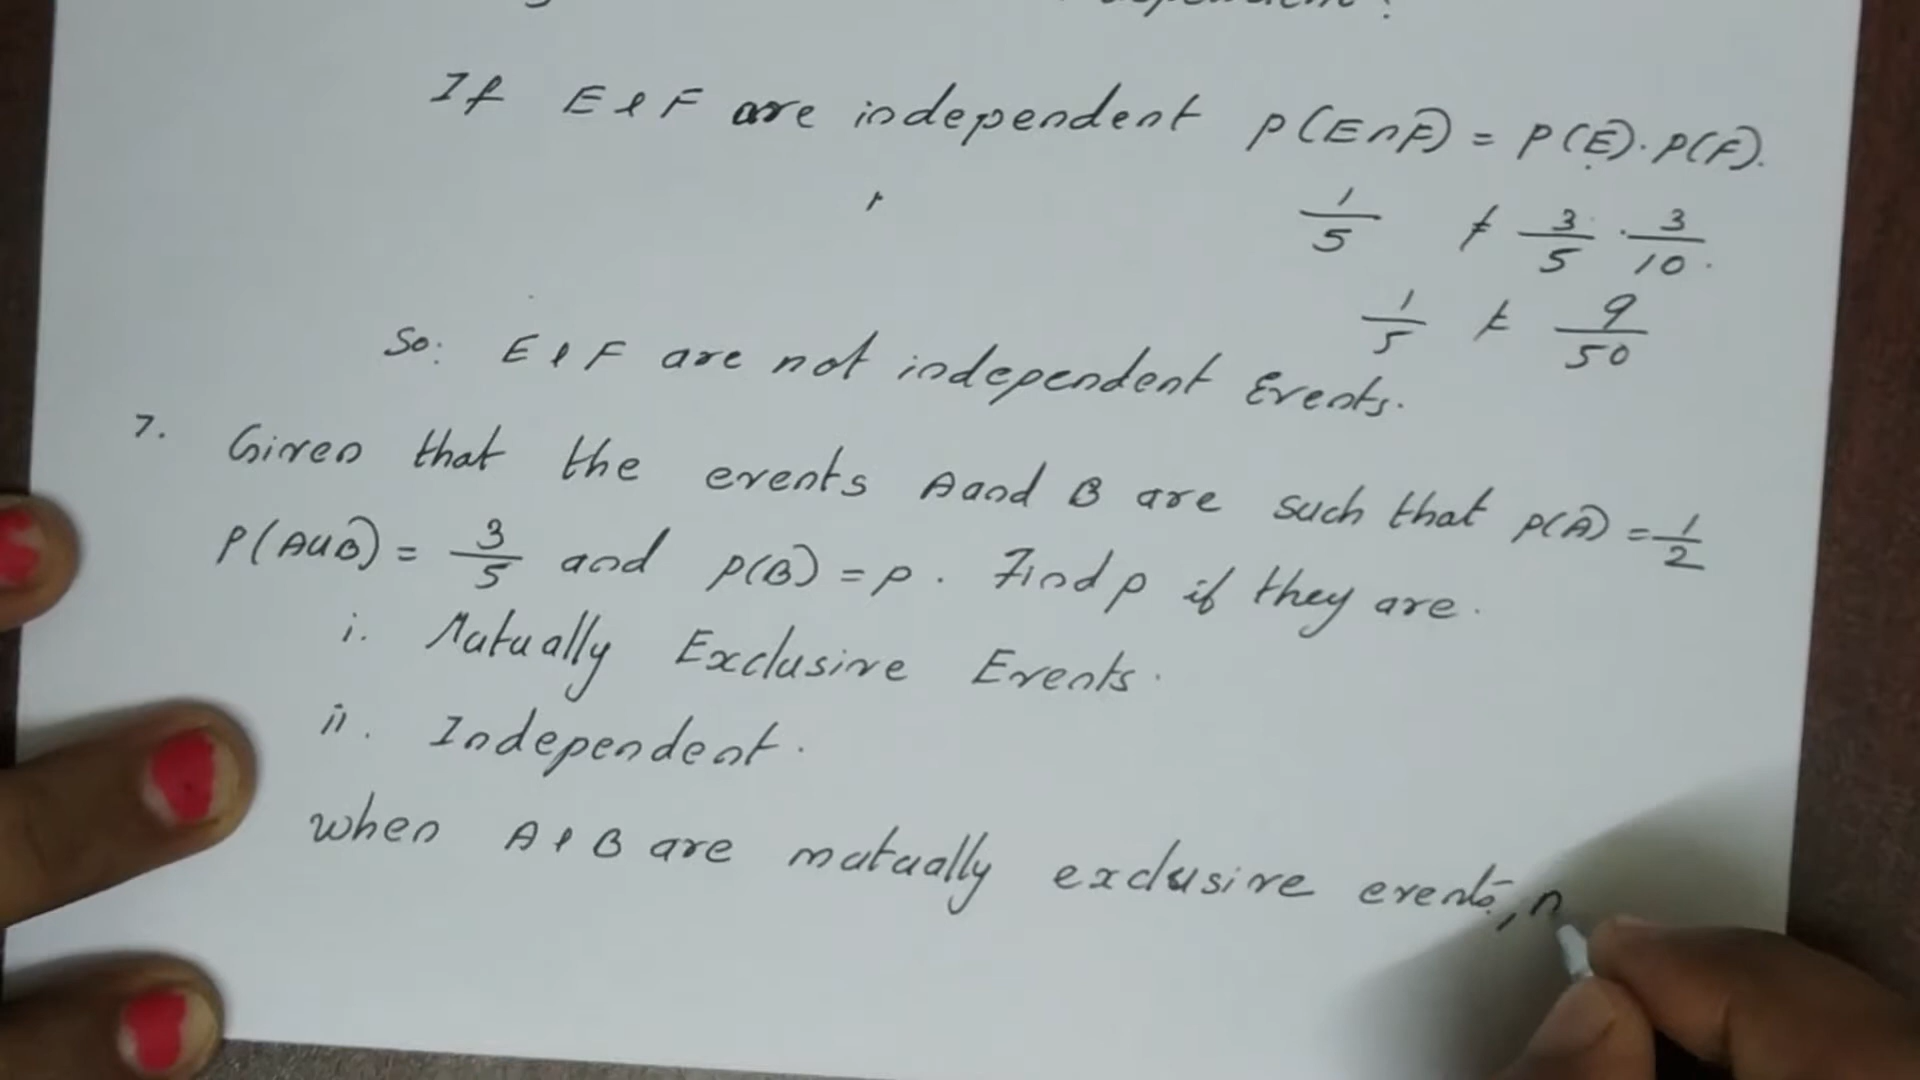 If E & F are independent P(E∩F) = P(E).P(F).
1/5 ≠ 3/5 . 3/10.
1/5 ≠ 9/50
So: E & F are not independent Events.
7. Given that the events A and B are such that P(A) = 1/2
P(A∪B) = 3/5 and P(B) = p. Find p if they are.
i. Mutually Exclusive Events.
ii. Independent.
when A & B are mutually exclusive events,